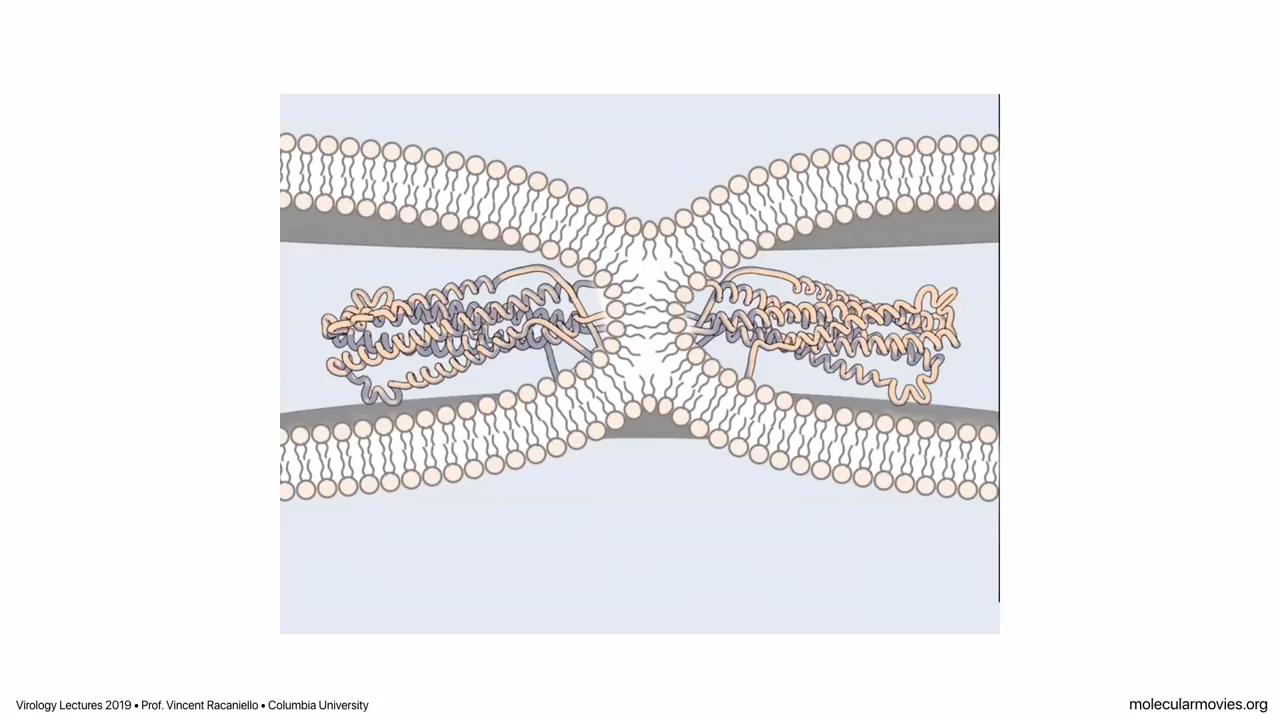 Virology Lectures 2019 • Prof. Vincent Racaniello • Columbia University
molecularmovies.org